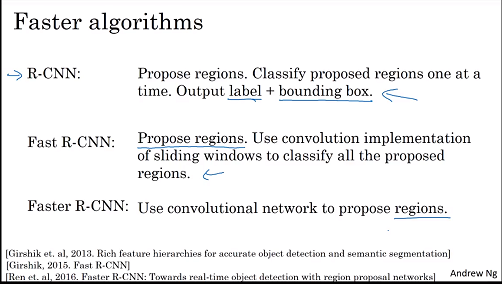 Faster algorithms
R-CNN: Propose regions. Classify proposed regions one at a
time. Output label + bounding box.
Fast R-CNN: Propose regions. Use convolution implementation
of sliding windows to classify all the proposed
regions.
Faster R-CNN: Use convolutional network to propose regions.
[Girshik et. al, 2013. Rich feature hierarchies for accurate object detection and semantic segmentation]
[Girshik, 2015. Fast R-CNN]
[Ren et. al, 2016. Faster R-CNN: Towards real-time object detection with region proposal networks]
Andrew Ng